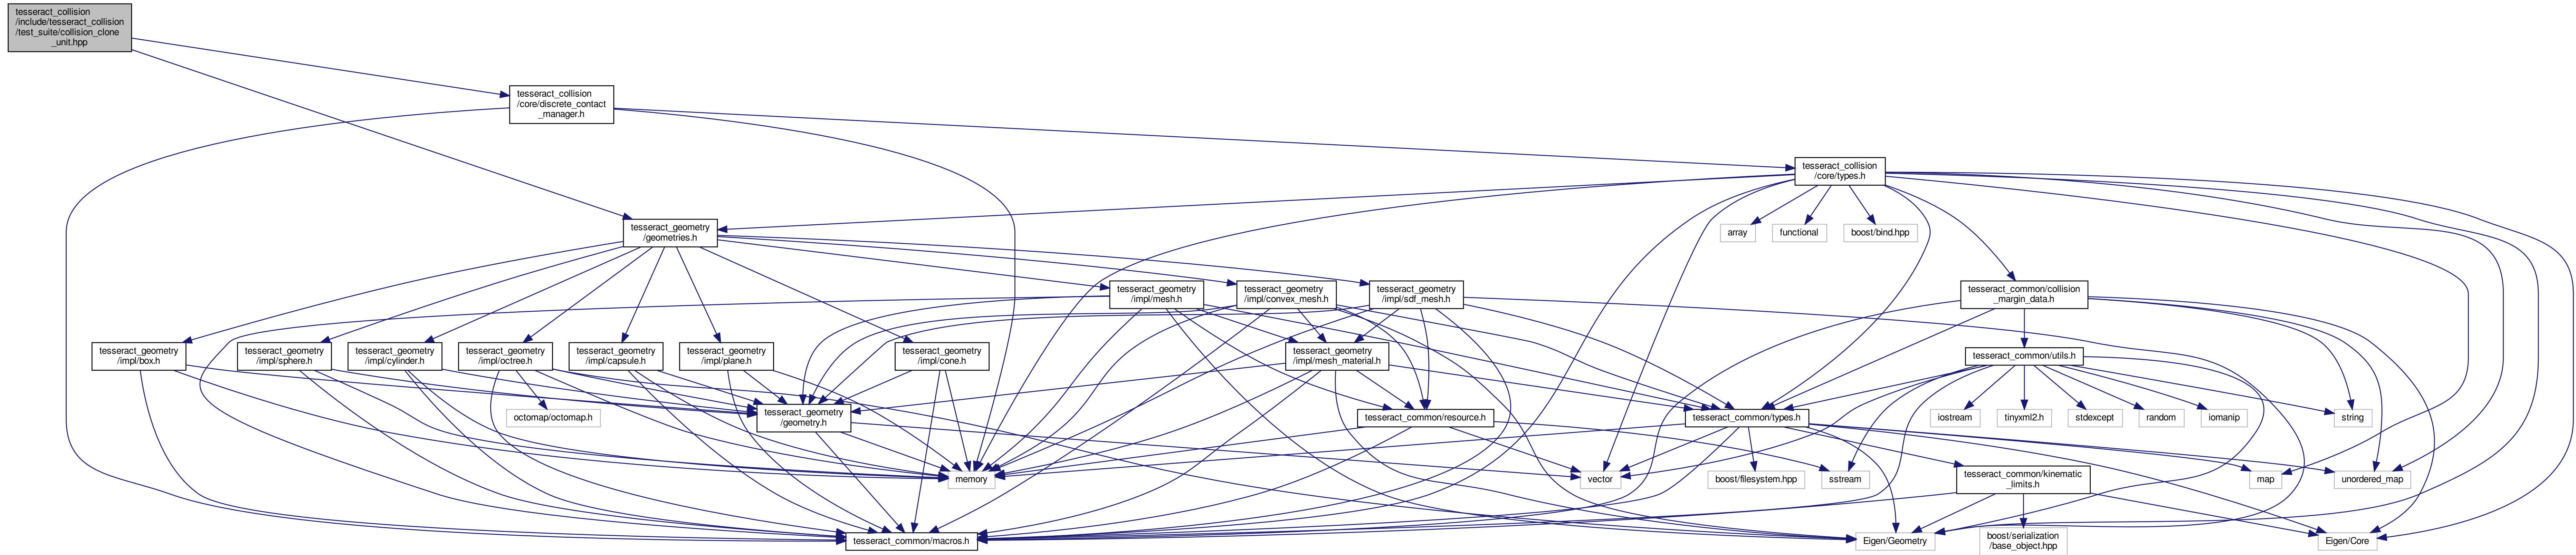 tesseract_collision
/include/tesseract_collision
/test_suite/collision_clone
_unit.hpp
tesseract_collision
/core/discrete_contact
_manager.h
tesseract_collision
/core/types.h
tesseract_geometry
/geometries.h
array
functional
boost/bind.hpp
tesseract_geometry
/impl/mesh.h
tesseract_geometry
/impl/convex_mesh.h
tesseract_geometry
/impl/sdf_mesh.h
tesseract_common/collision
_margin_data.h
tesseract_geometry
/impl/box.h
tesseract_geometry
/impl/sphere.h
tesseract_geometry
/impl/cylinder.h
tesseract_geometry
/impl/octree.h
tesseract_geometry
/impl/capsule.h
tesseract_geometry
/impl/plane.h
tesseract_geometry
/impl/cone.h
tesseract_geometry
/impl/mesh_material.h
tesseract_common/utils.h
octomap/octomap.h
tesseract_geometry
/geometry.h
tesseract_common/resource.h
tesseract_common/types.h
iostream
tinyxml2.h
stdexcept
random
iomanip
string
memory
vector
boost/filesystem.hpp
sstream
tesseract_common/kinematic
_limits.h
map
unordered_map
tesseract_common/macros.h
Eigen/Geometry
boost/serialization
/base_object.hpp
Eigen/Core